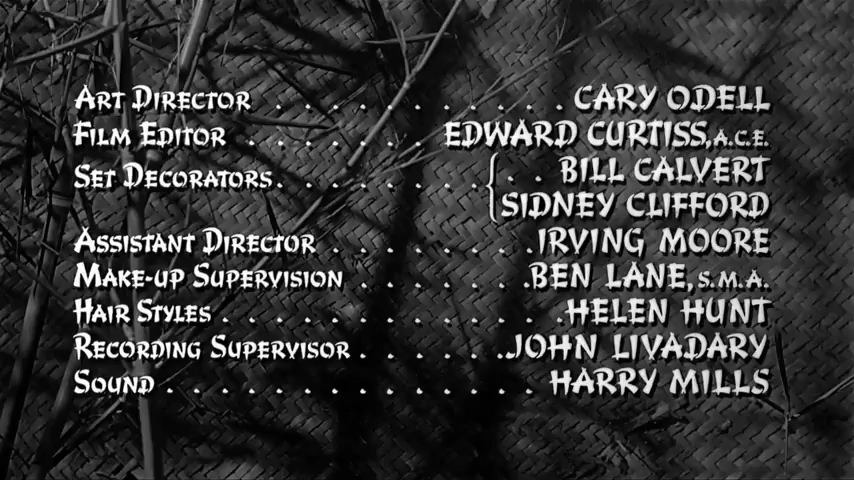 ART DIRECTOR . . . . . . . . . . . CARY ODELL
FILM EDITOR . . . . . . . EDWARD CURTISS, A.C.E.
SET DECORATORS . . . . . . . . { . . BILL CALVERT
SIDNEY CLIFFORD
ASSISTANT DIRECTOR . . . . . . . . IRVING MOORE
MAKE-UP SUPERVISION . . . . . . . BEN LANE, S.M.A.
HAIR STYLES . . . . . . . . . . . . . HELEN HUNT
RECORDING SUPERVISOR . . . . . . . JOHN LIVADARY
SOUND . . . . . . . . . . . . . . HARRY MILLS